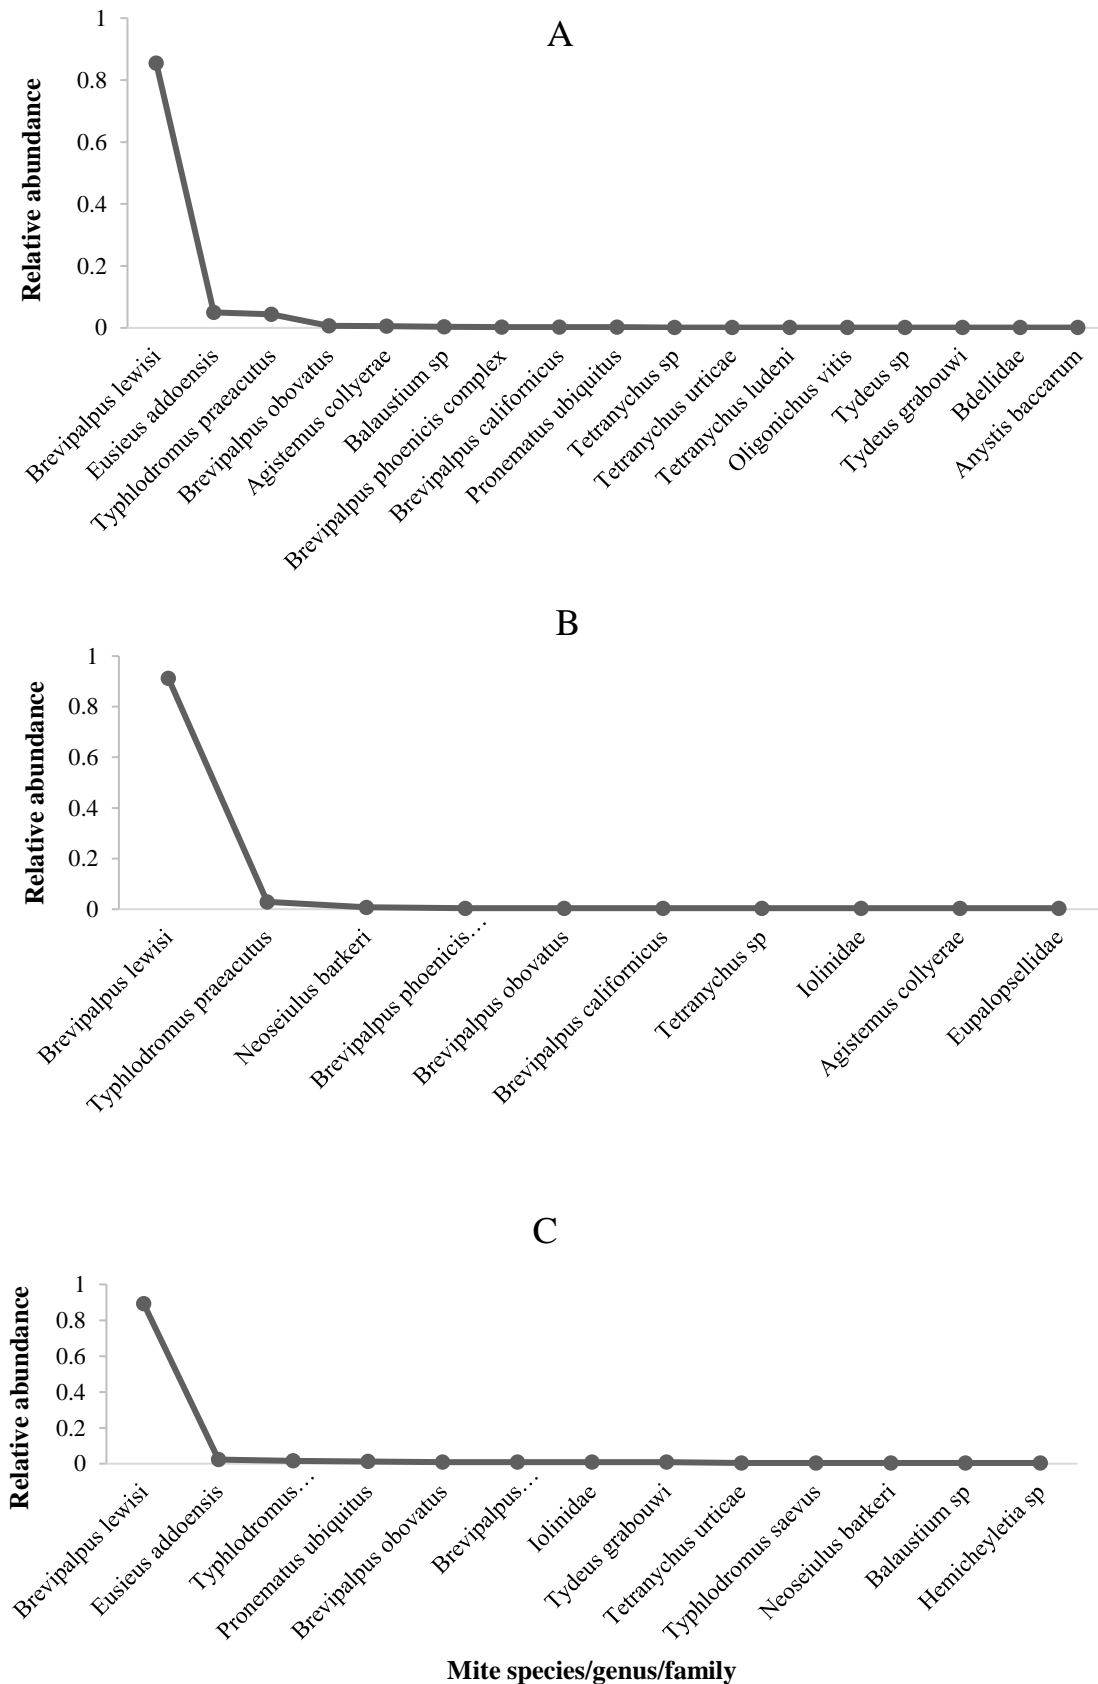 A
Relative abundance
1
0.8
0.6
0.4
0.2
0
Brevipalpus lewisi
Eusieus addoensis
Typhlodromus praeacutus
Brevipalpus obovatus
Agistemus collyerae
Balaustium sp
Brevipalpus phoenicis complex
Brevipalpus californicus
Pronematus ubiquitus
Tetranychus sp
Tetranychus urticae
Tetranychus ludeni
Oligonichus vitis
Tydeus sp
Tydeus grabouwi
Bdellidae
Anystis baccarum
B
Relative abundance
1
0.8
0.6
0.4
0.2
0
Brevipalpus lewisi
Typhlodromus praeacutus
Neoseiulus barkeri
Brevipalpus phoenicis…
Brevipalpus obovatus
Brevipalpus californicus
Tetranychus sp
Iolinidae
Agistemus collyerae
Eupalopsellidae
C
Relative abundance
1
0.8
0.6
0.4
0.2
0
Brevipalpus lewisi
Eusieus addoensis
Typhlodromus…
Pronematus ubiquitus
Brevipalpus obovatus
Brevipalpus…
Iolinidae
Tydeus grabouwi
Tetranychus urticae
Typhlodromus saevus
Neoseiulus barkeri
Balaustium sp
Hemicheyletia sp
Mite species/genus/family